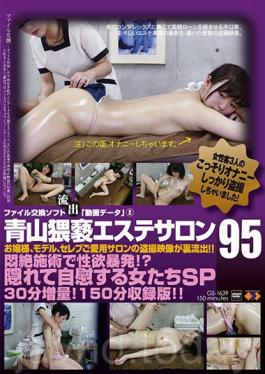 ファイル交換ソフト「動画データ」②
流出
青山猥褻エステサロン95
お嬢様、モデル、セレブご愛用サロンの盗撮映像が裏流出!!
悶絶施術で性欲暴発!?
隠れて自慰する女たちSP
30分増量!150分収録版!!
注)この後、オナニーしちゃいます。
女性客3人の
こっそりオナニー
しっかり盗撮
しちゃいました!
GS-1639
150 minutes